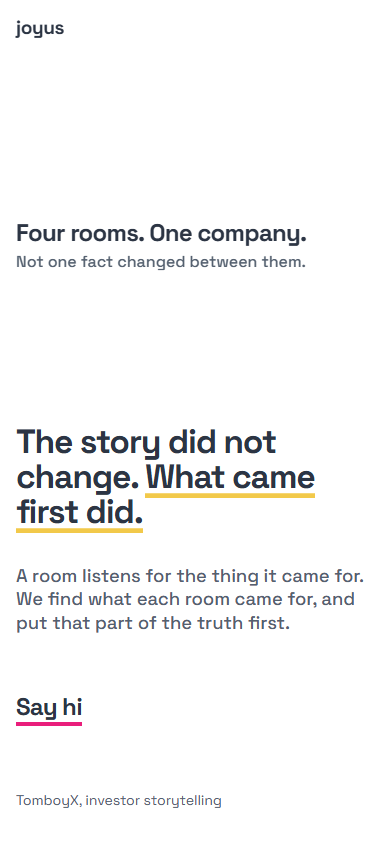 joyus
Four rooms. One company.
Not one fact changed between them.
The story did not
change. What came
first did.
A room listens for the thing it came for.
We find what each room came for, and
put that part of the truth first.
Say hi
TomboyX, investor storytelling